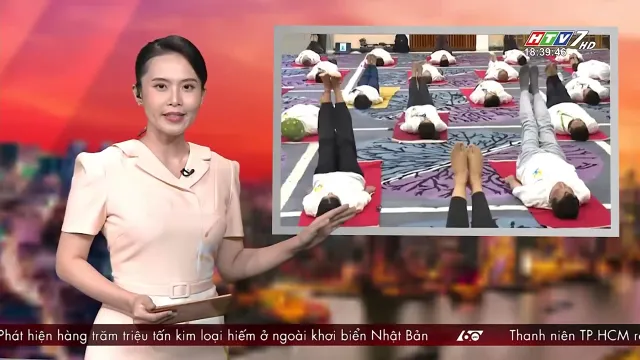 HTV7 HD
18:39:46
Phát hiện hàng trăm triệu tấn kim loại hiếm ở ngoài khơi biển Nhật Bản 60 Thanh niên TP.HCM